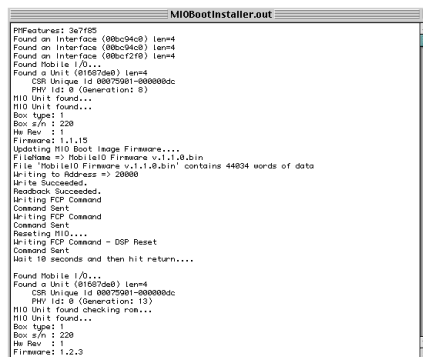 MIOBootInstaller.out
PMFeatures: 3e7f85
Found an Interface (00bc94c0) len=4
Found an Interface (00bc94c0) len=4
Found an Interface (00bcf2f0) len=4
Found Mobile I/O...
Found a Unit (01687de0) len=4
CSR Unique Id 00075901-000000dc
PHY Id: 0 (Generation: 8)
MIO Unit found...
MIO Unit found...
Box type: 1
Box s/n : 220
Hw Rev : 1
Firmware: 1.1.15
Updating MIO Boot Image Firmware....
FileName => MobileIO Firmware v.1.1.0.bin
File 'MobileIO Firmware v.1.1.0.bin' contains 44034 words of data
Writing to Address => 20000
Write Succeeded.
Readback Succeeded.
Writing FCP Command
Command Sent
Writing FCP Command
Command Sent
Reseting MIO....
Writing FCP Command - DSP Reset
Command Sent
Wait 10 seconds and then hit return....
Found Mobile I/O...
Found a Unit (01687de0) len=4
CSR Unique Id 00075901-000000dc
PHY Id: 0 (Generation: 13)
MIO Unit found checking rom...
MIO Unit found...
Box type: 1
Box s/n : 220
Hw Rev : 1
Firmware: 1.2.3